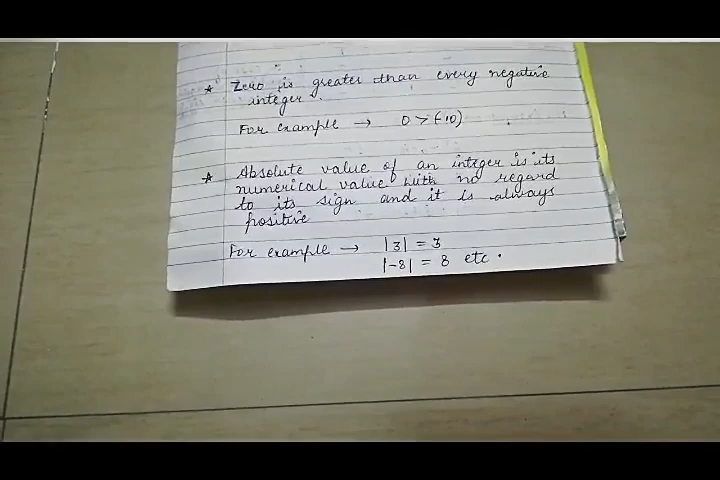 * Zero is greater than every negative
integer.
For example → 0 > (-10)
* Absolute value of an integer is its
numerical value with no regard
to its sign and it is always
positive
For example → |3| = 3
|-8| = 8 etc.